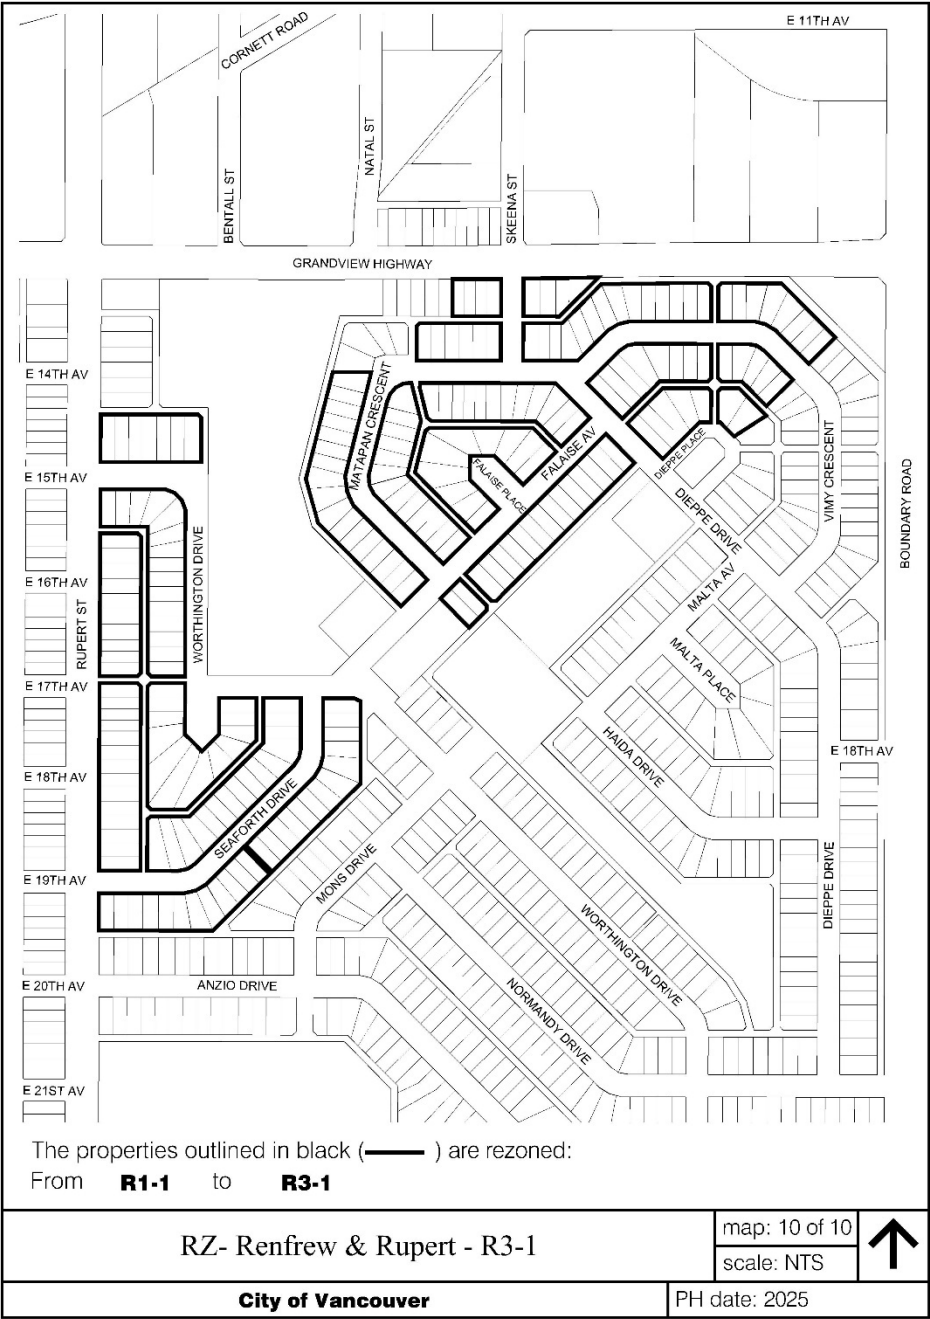 E 11TH AV
CORNETT ROAD
NATAL ST
BENTALL ST
SKEENA ST
GRANDVIEW HIGHWAY
E 14TH AV
MATAPAN CRESCENT
FALAISE AV
FALAISE PLACE
DIEPPE PLACE
VIMY CRESCENT
BOUNDARY ROAD
E 15TH AV
DIEPPE DRIVE
WORTHINGTON DRIVE
E 16TH AV
RUPERT ST
MALTA AV
MALTA PLACE
E 17TH AV
HAIDA DRIVE
E 18TH AV
E 18TH AV
SEAFORTH DRIVE
MONS DRIVE
E 19TH AV
DIEPPE DRIVE
WORTHINGTON DRIVE
E 20TH AV
ANZIO DRIVE
NORMANDY DRIVE
E 21ST AV
The properties outlined in black ( ) are rezoned:
From R1-1 to R3-1
RZ- Renfrew & Rupert - R3-1
map: 10 of 10
scale: NTS
City of Vancouver
PH date: 2025